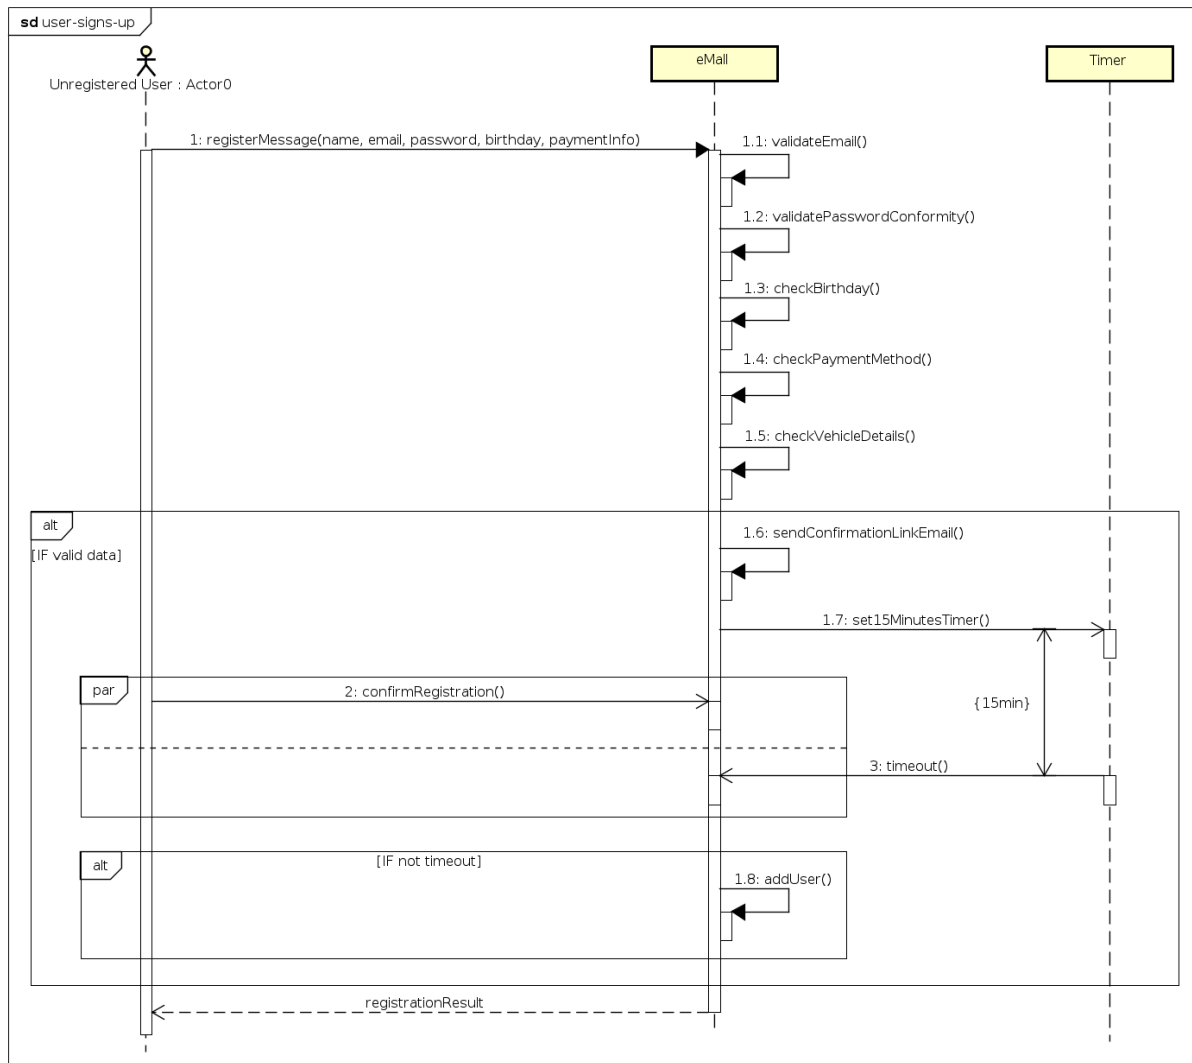 sd user-signs-up
Unregistered User : Actor0
eMall
Timer
1: registerMessage(name, email, password, birthday, paymentInfo)
1.1: validateEmail()
1.2: validatePasswordConformity()
1.3: checkBirthday()
1.4: checkPaymentMethod()
1.5: checkVehicleDetails()
alt
[IF valid data]
1.6: sendConfirmationLinkEmail()
1.7: set15MinutesTimer()
par
2: confirmRegistration()
{15min}
3: timeout()
alt
[IF not timeout]
1.8: addUser()
registrationResult